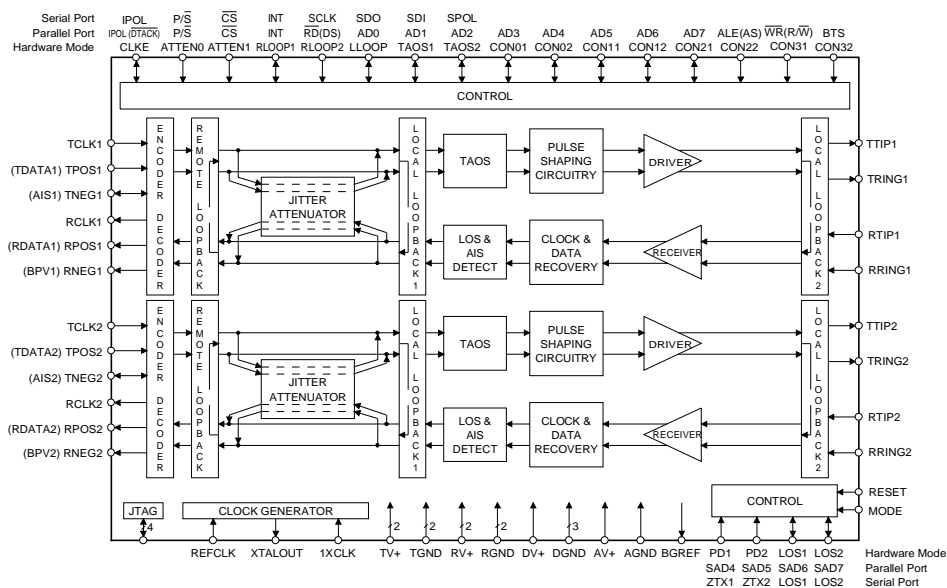 Serial Port IPOL P/S CS INT SCLK SDO SDI SPOL
Parallel Port IPOL (DTACK) P/S CS INT RD(DS) AD0 AD1 AD2 AD3 AD4 AD5 AD6 AD7 ALE(AS) WR(R/W) BTS
Hardware Mode CLKE ATTEN0 ATTEN1 RLOOP1 RLOOP2 LLOOP TAOS1 TAOS2 CON01 CON02 CON11 CON12 CON21 CON22 CON31 CON32
CONTROL
TCLK1
(TDATA1) TPOS1
(AIS1) TNEG1
RCLK1
(RDATA1) RPOS1
(BPV1) RNEG1
ENCODER DECODER
REMOTE LOOPBACK
JITTER
ATTENUATOR
LOCAL LOOPBACK1
TAOS
PULSE
SHAPING
CIRCUITRY
DRIVER
LOS &
AIS
DETECT
CLOCK &
DATA
RECOVERY
RECEIVER
LOCAL LOOPBACK2
TTIP1
TRING1
RTIP1
RRING1
TCLK2
(TDATA2) TPOS2
(AIS2) TNEG2
RCLK2
(RDATA2) RPOS2
(BPV2) RNEG2
ENCODER DECODER
REMOTE LOOPBACK
JITTER
ATTENUATOR
LOCAL LOOPBACK1
TAOS
PULSE
SHAPING
CIRCUITRY
DRIVER
LOS &
AIS
DETECT
CLOCK &
DATA
RECOVERY
RECEIVER
LOCAL LOOPBACK2
TTIP2
TRING2
RTIP2
RRING2
JTAG
4
CLOCK GENERATOR
2 2 2 2 3
CONTROL
RESET
MODE
REFCLK XTALOUT 1XCLK TV+ TGND RV+ RGND DV+ DGND AV+ AGND BGREF PD1 PD2 LOS1 LOS2 Hardware Mode
SAD4 SAD5 SAD6 SAD7 Parallel Port
ZTX1 ZTX2 LOS1 LOS2 Serial Port